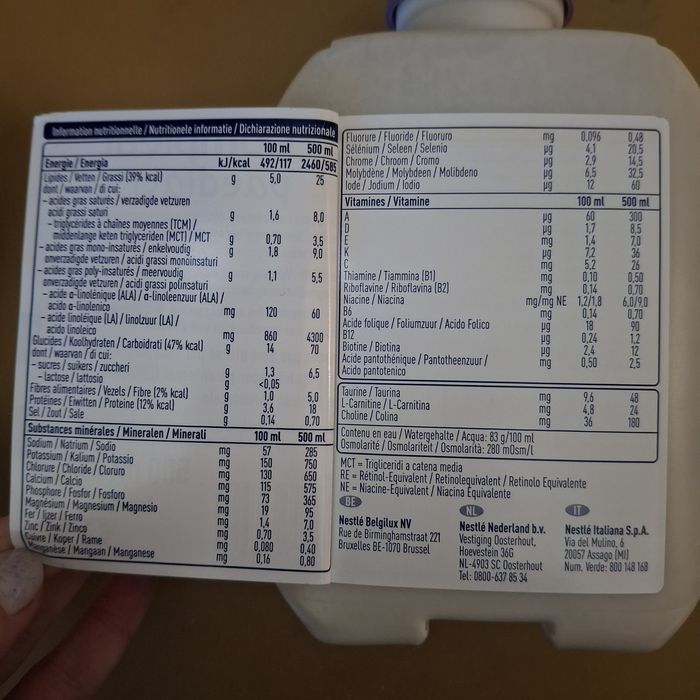 Information nutritionnelle / Nutritionele informatie / Dichiarazione nutrizionale
100 ml 500 ml
Energie / Energia kJ/kcal 492/117 2460/585
Lipides / Vetten / Grassi (39% kcal) g 5,0 25
dont / waarvan / di cui:
- acides gras saturés / verzadigde vetzuren
acidi grassi saturi g 1,6 8,0
- triglycérides à chaînes moyennes (TCM) /
middenlange keten triglyceriden (MCT) / MCT g 0,70 3,5
- acides gras mono-insaturés / enkelvoudig g 1,8 9,0
onverzadigde vetzuren / acidi grassi monoinsaturi
- acides gras poly-insaturés / meervoudig g 1,1 5,5
onverzadigde vetzuren / acidi grassi polinsaturi
- acide α-linolénique (ALA) / α-linoleenzuur (ALA) /
acido α-linolenico mg 120 60
- acide linoléique (LA) / linolzuur (LA) /
acido linoleico mg 860 4300
Glucides / Koolhydraten / Carboidrati (47% kcal) g 14 70
dont / waarvan / di cui:
- sucres / suikers / zuccheri g 1,3 6,5
- lactose / lattosio g <0,05
Fibres alimentaires / Vezels / Fibre (2% kcal) g 1,0 5,0
Protéines / Eiwitten / Proteine (12% kcal) g 3,6 18
Sel / Zout / Sale g 0,14 0,70
Substances minérales / Mineralen / Minerali 100 ml 500 ml
Sodium / Natrium / Sodio mg 57 285
Potassium / Kalium / Potassio mg 150 750
Chlorure / Chloride / Cloruro mg 130 650
Calcium / Calcio mg 115 575
Phosphore / Fosfor / Fosforo mg 73 365
Magnésium / Magnesium / Magnesio mg 19 95
Fer / Ijzer / Ferro mg 1,4 7,0
Zinc / Zink / Zinco mg 0,70 3,5
Cuivre / Koper / Rame mg 0,080 0,40
Manganèse / Mangaan / Manganese mg 0,16 0,80
Fluorure / Fluoride / Fluoruro mg 0,096 0,48
Sélénium / Seleen / Selenio µg 4,1 20,5
Chrome / Chroom / Cromo µg 2,9 14,5
Molybdène / Molybdeen / Molibdeno µg 6,5 32,5
Iode / Jodium / Iodio µg 12 60
Vitamines / Vitamine 100 ml 500 ml
A µg 60 300
D µg 1,7 8,5
E mg 1,4 7,0
K µg 7,2 36
C mg 5,2 26
Thiamine / Tiammina (B1) mg 0,10 0,50
Riboflavine / Riboflavina (B2) mg 0,14 0,70
Niacine / Niacina mg/mg NE 1,2/1,8 6,0/9,0
B6 mg 0,14 0,70
Acide folique / Foliumzuur / Acido Folico µg 18 90
B12 µg 0,24 1,2
Biotine / Biotina µg 2,4 12
Acide pantothénique / Pantotheenzuur / mg 0,50 2,5
Acido pantotenico
Taurine / Taurina mg 9,6 48
L-Carnitine / L-Carnitina mg 4,8 24
Choline / Colina mg 36 180
Contenu en eau / Watergehalte / Acqua: 83 g/100 ml
Osmolarité / Osmolariteit / Osmolarità: 280 mOsm/l
MCT = Trigliceridi a catena media
RE = Rétinol-Equivalent / Retinolequivalent / Retinolo Equivalente
NE = Niacine-Equivalent / Niacina Equivalente
BE
Nestlé Belgilux NV
Rue de Birminghamstraat 221
Bruxelles BE-1070 Brussel
NL
Nestlé Nederland b.v.
Vestiging Oosterhout,
Hoevestein 36G
NL-4903 SC Oosterhout
Tel: 0800-637 85 34
IT
Nestlé Italiana S.p.A.
Via del Mulino, 6
20057 Assago (MI)
Num. Verde: 800 148 168